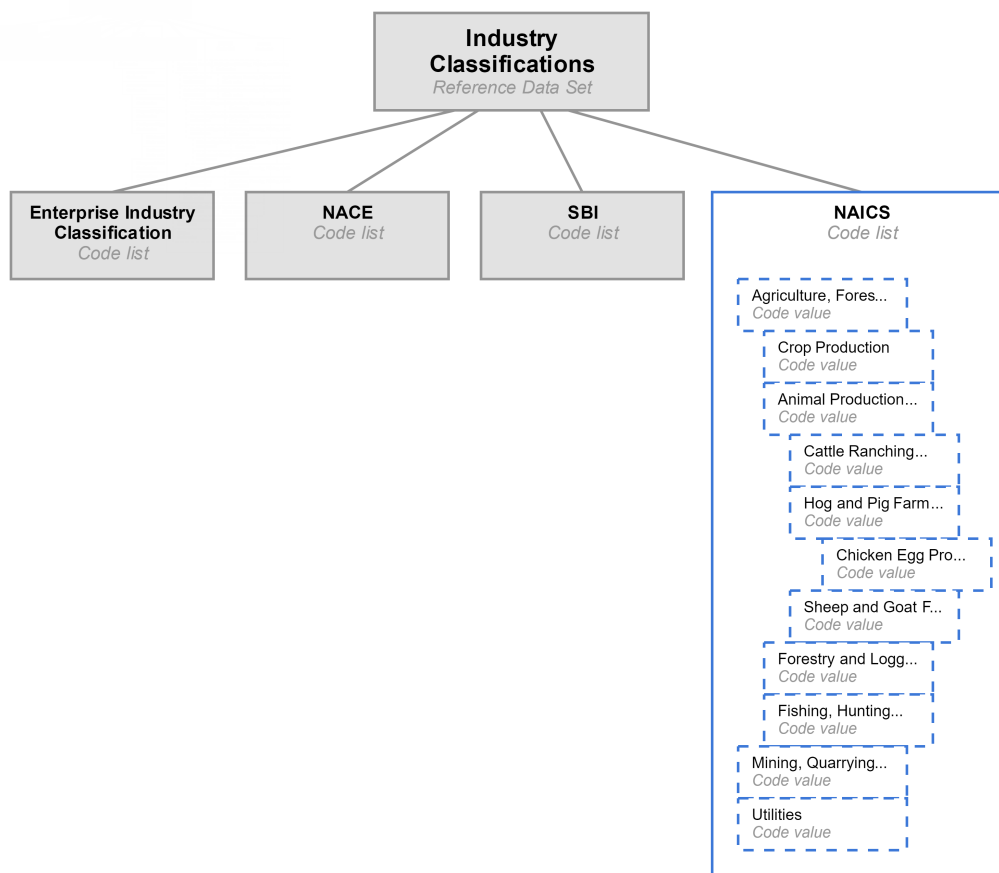 Industry
Classifications
Reference Data Set
Enterprise Industry
Classification
Code list
NACE
Code list
SBI
Code list
NAICS
Code list
Agriculture, Fores...
Code value
Crop Production
Code value
Animal Production...
Code value
Cattle Ranching...
Code value
Hog and Pig Farm...
Code value
Chicken Egg Pro...
Code value
Sheep and Goat F...
Code value
Forestry and Logg...
Code value
Fishing, Hunting...
Code value
Mining, Quarrying...
Code value
Utilities
Code value